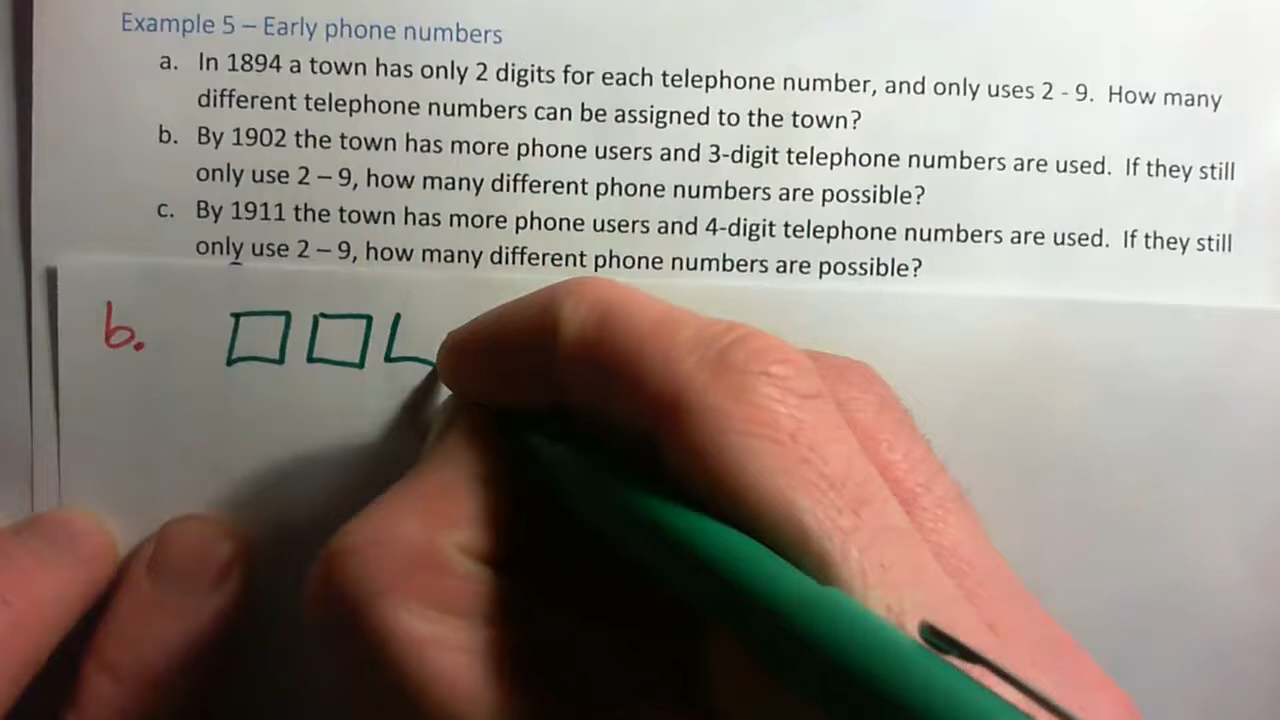 Example 5 – Early phone numbers
a. In 1894 a town has only 2 digits for each telephone number, and only uses 2 - 9. How many
different telephone numbers can be assigned to the town?
b. By 1902 the town has more phone users and 3-digit telephone numbers are used. If they still
only use 2 – 9, how many different phone numbers are possible?
c. By 1911 the town has more phone users and 4-digit telephone numbers are used. If they still
only use 2 – 9, how many different phone numbers are possible?
b.